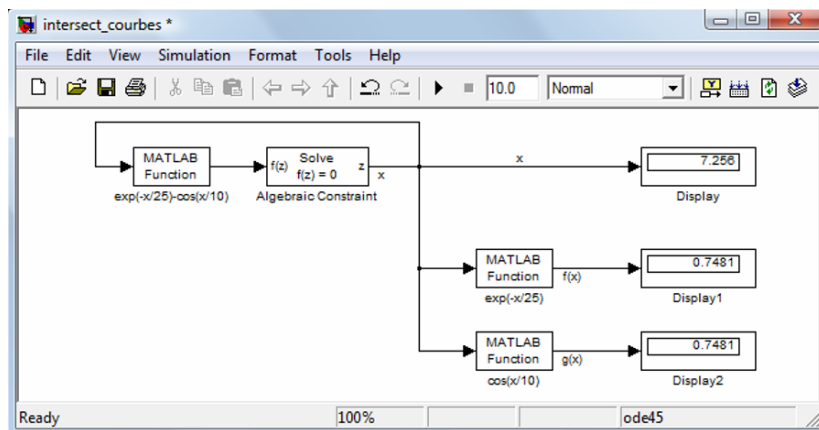 intersect_courbes *
File Edit View Simulation Format Tools Help
10.0 Normal
MATLAB
Function
exp(-x/25)-cos(x/10)
f(z) Solve z
f(z) = 0
Algebraic Constraint
x
x
7.256
Display
MATLAB
Function
exp(-x/25)
f(x)
0.7481
Display1
MATLAB
Function
cos(x/10)
g(x)
0.7481
Display2
Ready 100% ode45